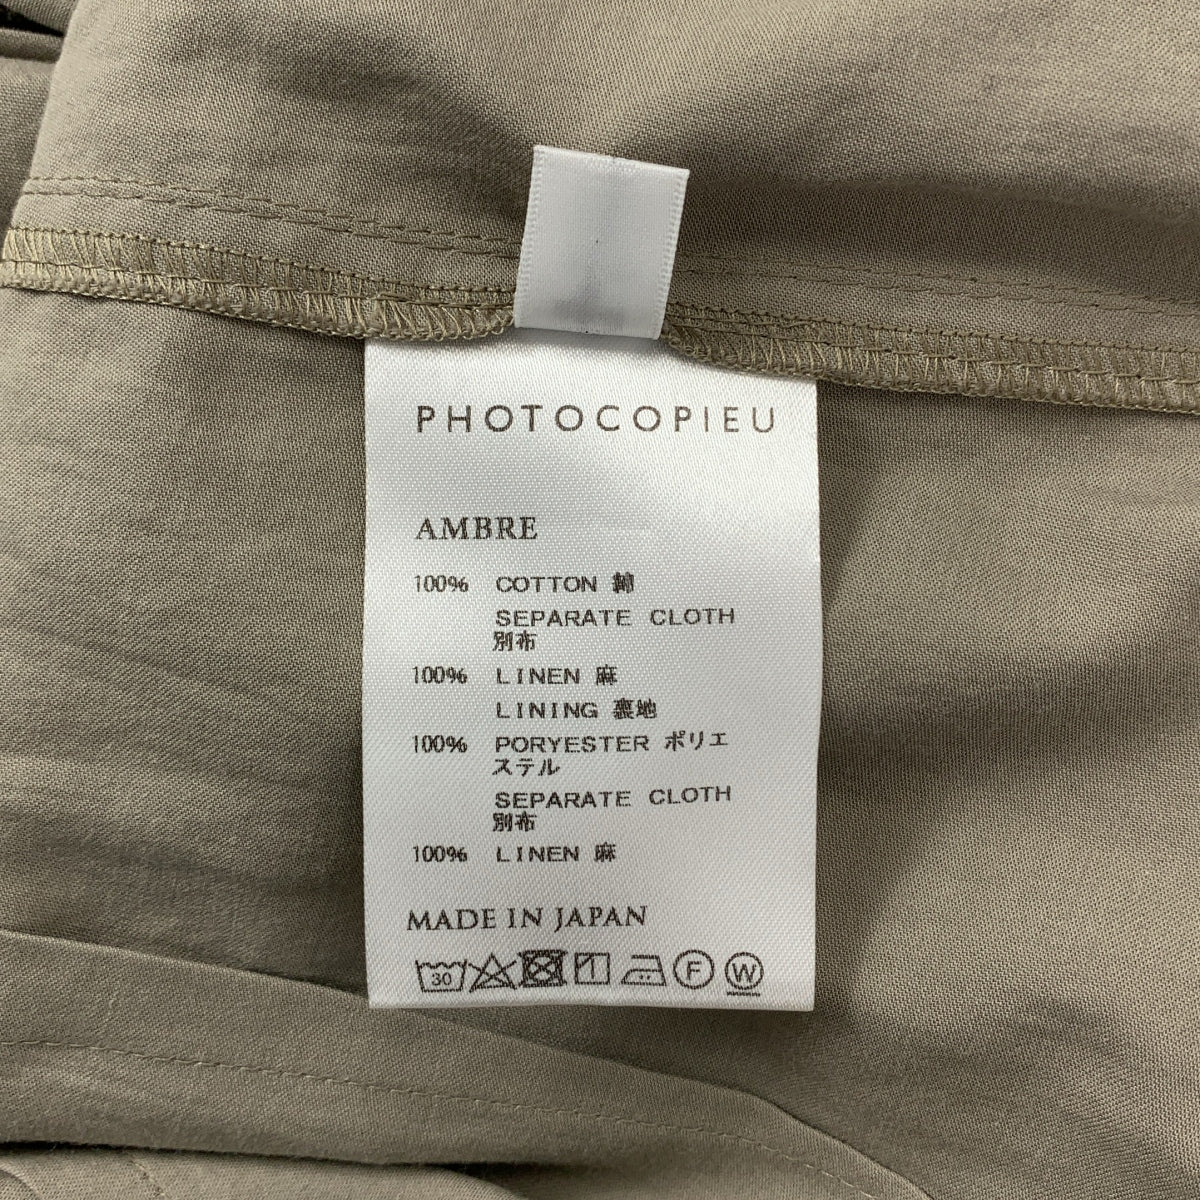 PHOTOCOPIEU
AMBRE
100% COTTON 綿
SEPARATE CLOTH
別布
100% LINEN 麻
LINING 裏地
100% PORYESTER ポリエ
ステル
SEPARATE CLOTH
別布
100% LINEN 麻
MADE IN JAPAN
30 F W